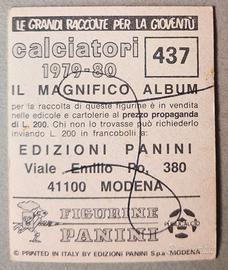 LE GRANDI RACCOLTE PER LA GIOVENTÙ
calciatori
1979-80
437
IL MAGNIFICO ALBUM
per la raccolta di queste figurine è in vendita
nelle edicole e cartolerie al prezzo propaganda
di L. 200. Chi non lo trovasse può richiederlo
inviando L. 200 in francobolli a:
EDIZIONI PANINI
Viale Emilio Po, 380
41100 MODENA
FIGURINE
PANINI
© PRINTED IN ITALY BY EDIZIONI PANINI S.p.a - MODENA